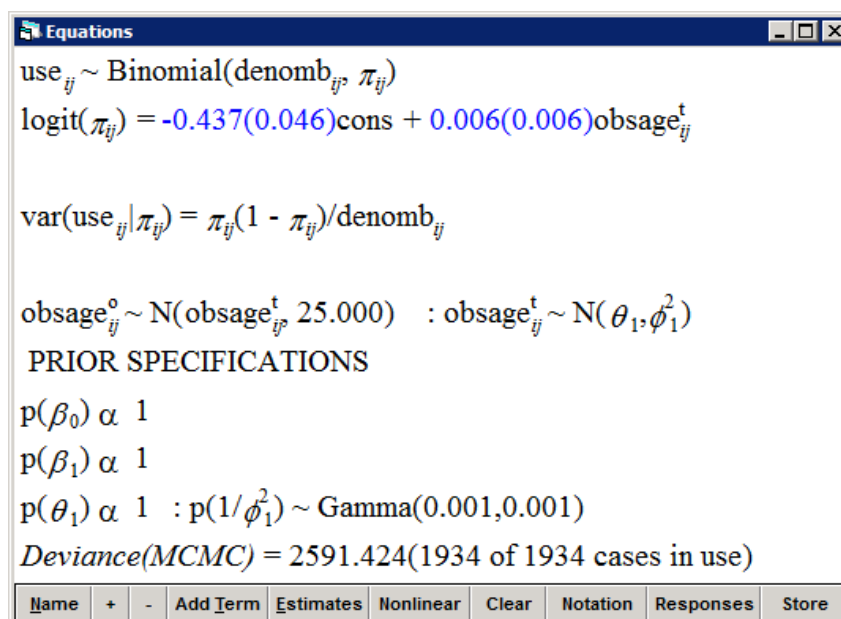 Equations
use_ij ~ Binomial(denomb_ij, π_ij)
logit(π_ij) = -0.437(0.046)cons + 0.006(0.006)obsage^t_ij
var(use_ij|π_ij) = π_ij(1 - π_ij)/denomb_ij
obsage^o_ij ~ N(obsage^t_ij, 25.000) : obsage^t_ij ~ N(θ_1, ϕ^2_1)
PRIOR SPECIFICATIONS
p(β_0) α 1
p(β_1) α 1
p(θ_1) α 1 : p(1/ϕ^2_1) ~ Gamma(0.001,0.001)
Deviance(MCMC) = 2591.424(1934 of 1934 cases in use)
Name + - Add Term Estimates Nonlinear Clear Notation Responses Store